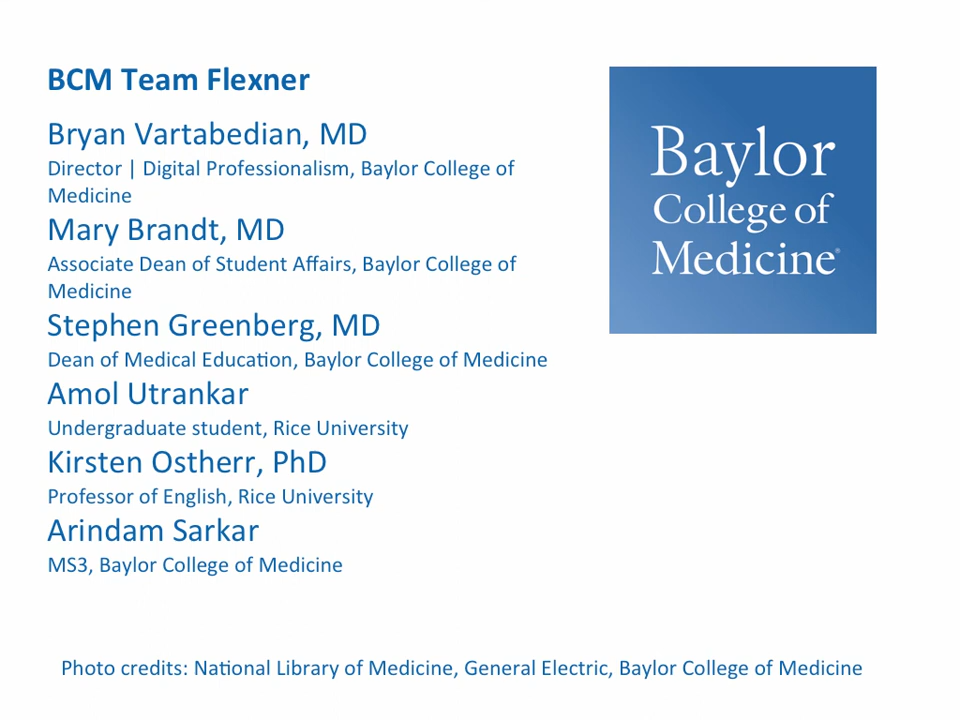 BCM Team Flexner
Bryan Vartabedian, MD
Director | Digital Professionalism, Baylor College of
Medicine
Mary Brandt, MD
Associate Dean of Student Affairs, Baylor College of
Medicine
Stephen Greenberg, MD
Dean of Medical Education, Baylor College of Medicine
Amol Utrankar
Undergraduate student, Rice University
Kirsten Ostherr, PhD
Professor of English, Rice University
Arindam Sarkar
MS3, Baylor College of Medicine
Baylor
College of
Medicine®
Photo credits: National Library of Medicine, General Electric, Baylor College of Medicine